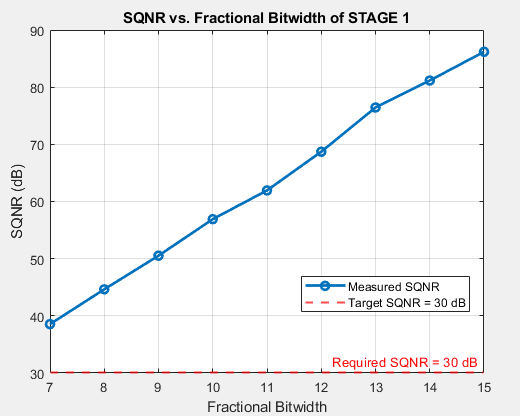 SQNR vs. Fractional Bitwidth of STAGE 1
90
80
70
60
50
40
30
SQNR (dB)
Measured SQNR
Target SQNR = 30 dB
Required SQNR = 30 dB
7 8 9 10 11 12 13 14 15
Fractional Bitwidth